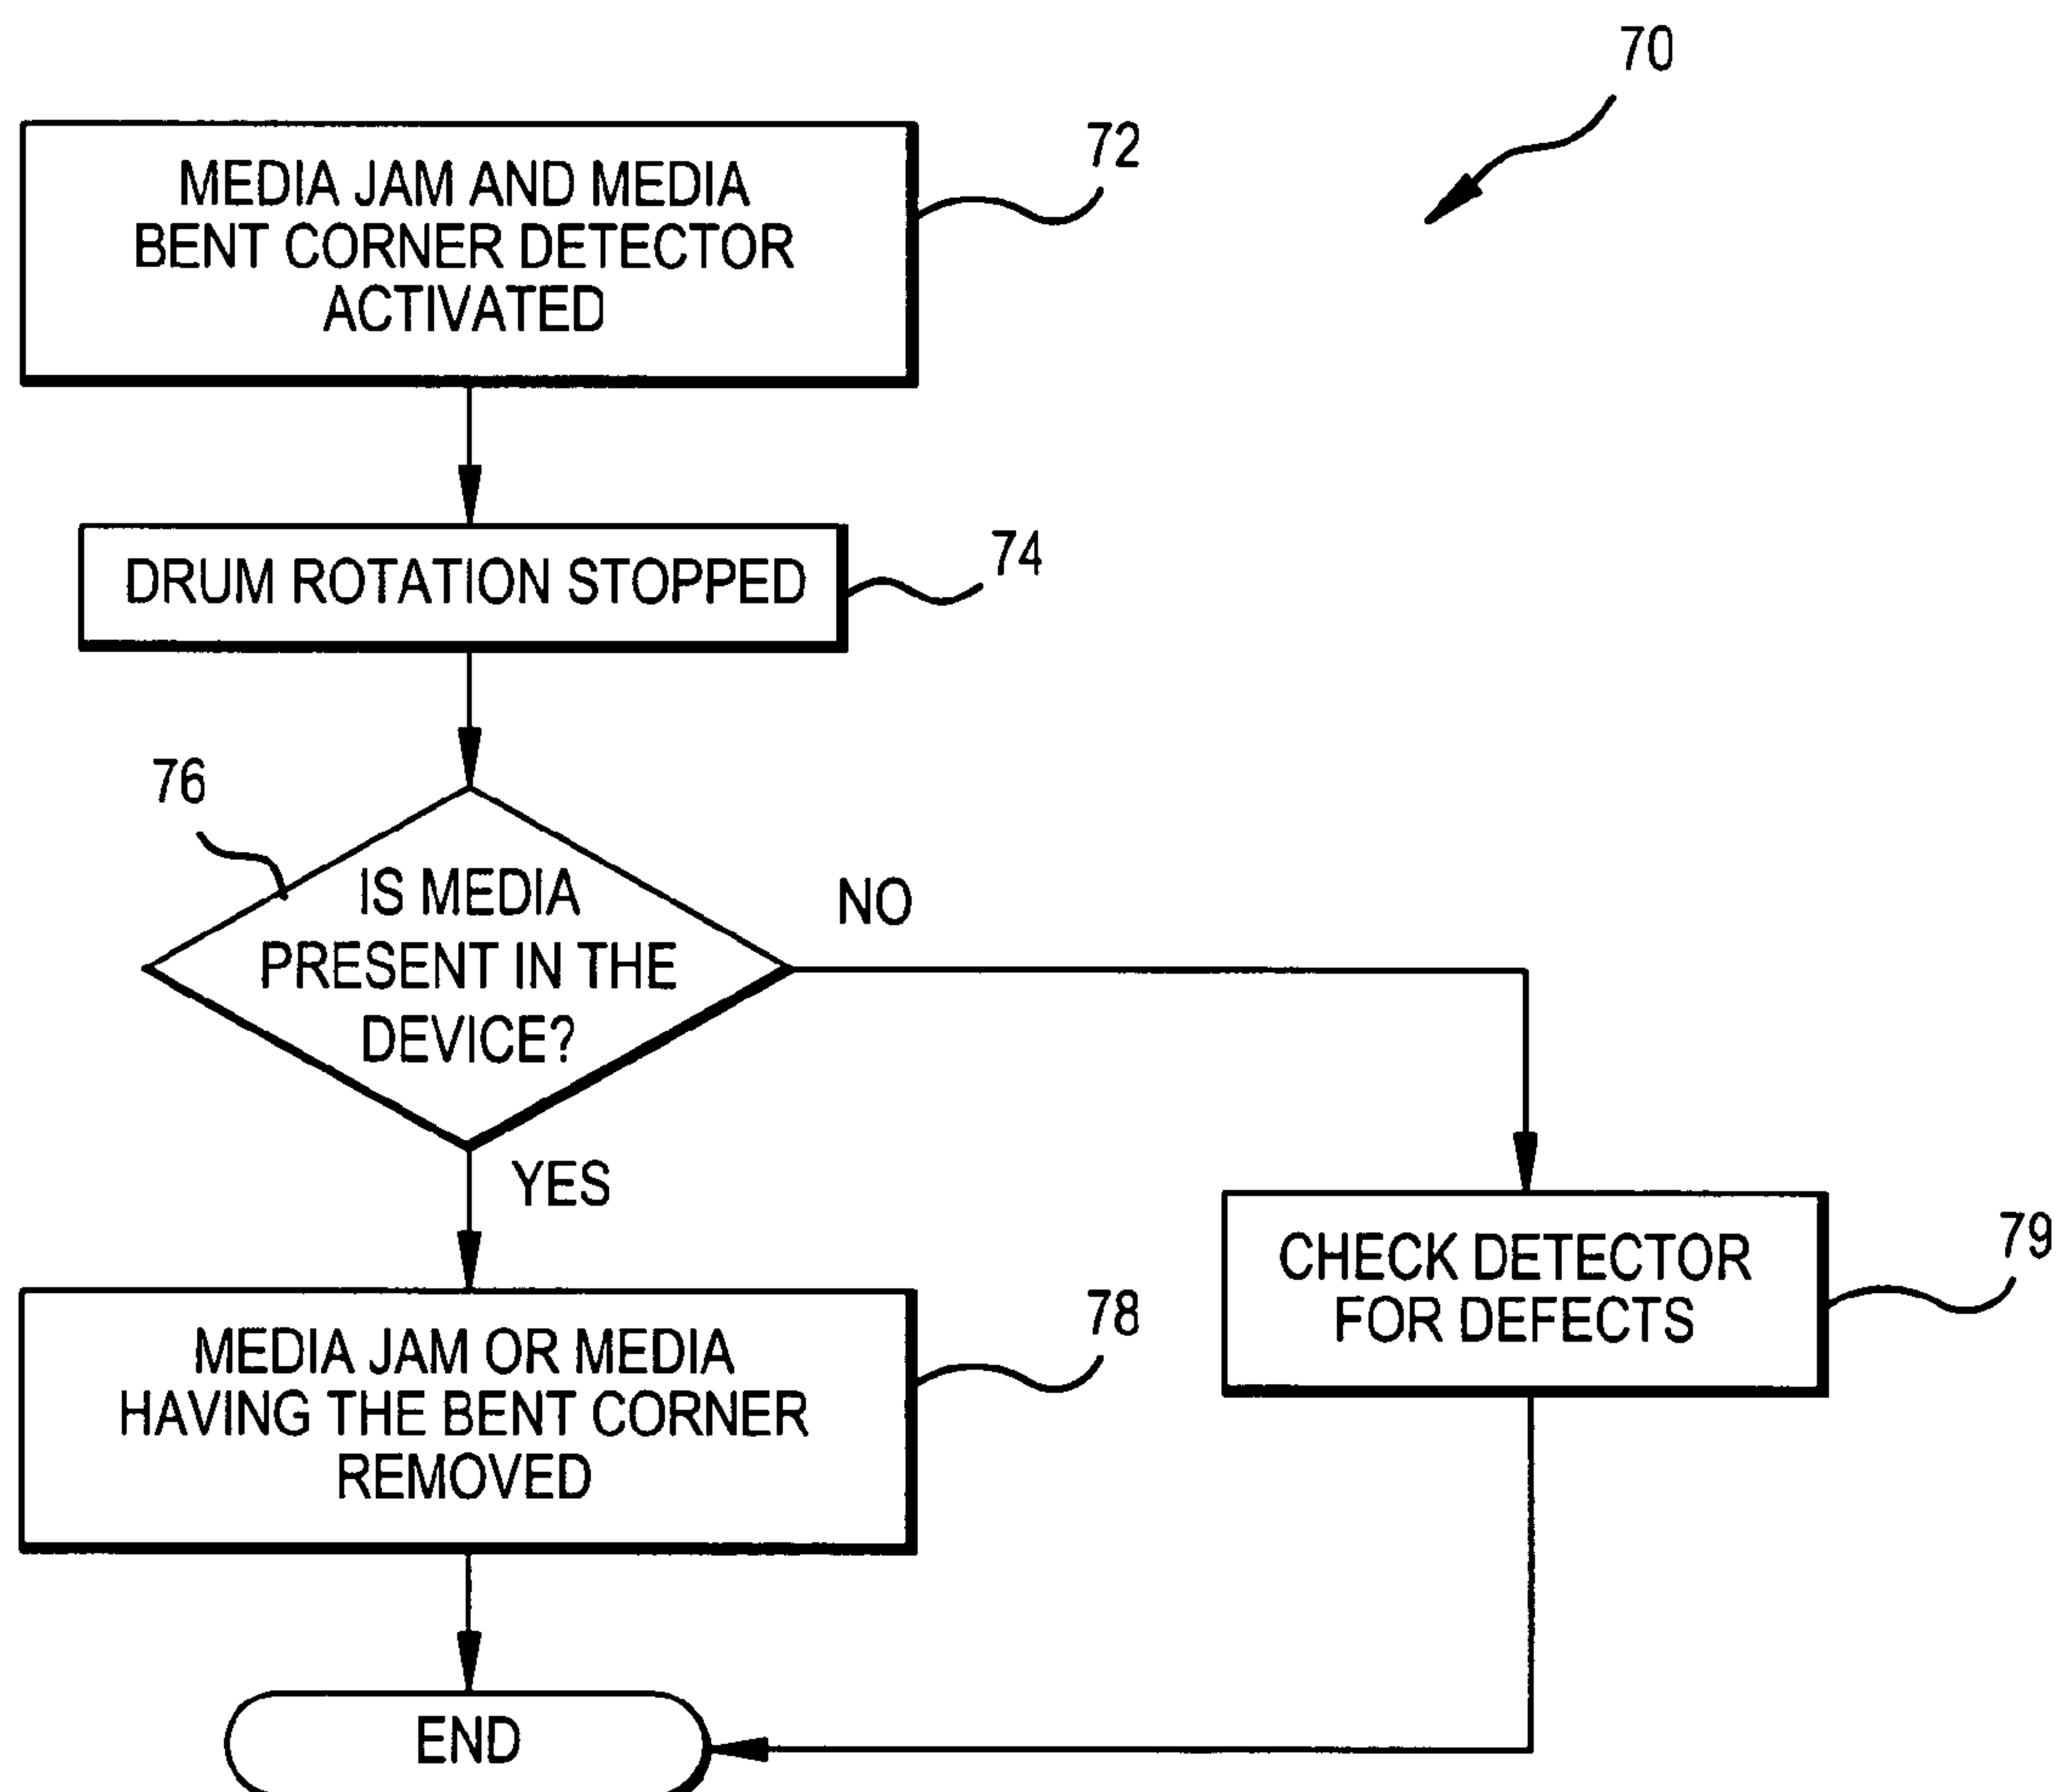 70
MEDIA JAM AND MEDIA
BENT CORNER DETECTOR
ACTIVATED
72
DRUM ROTATION STOPPED
74
76
IS MEDIA
PRESENT IN THE
DEVICE?
NO
YES
CHECK DETECTOR
FOR DEFECTS
79
MEDIA JAM OR MEDIA
HAVING THE BENT CORNER
REMOVED
78
END